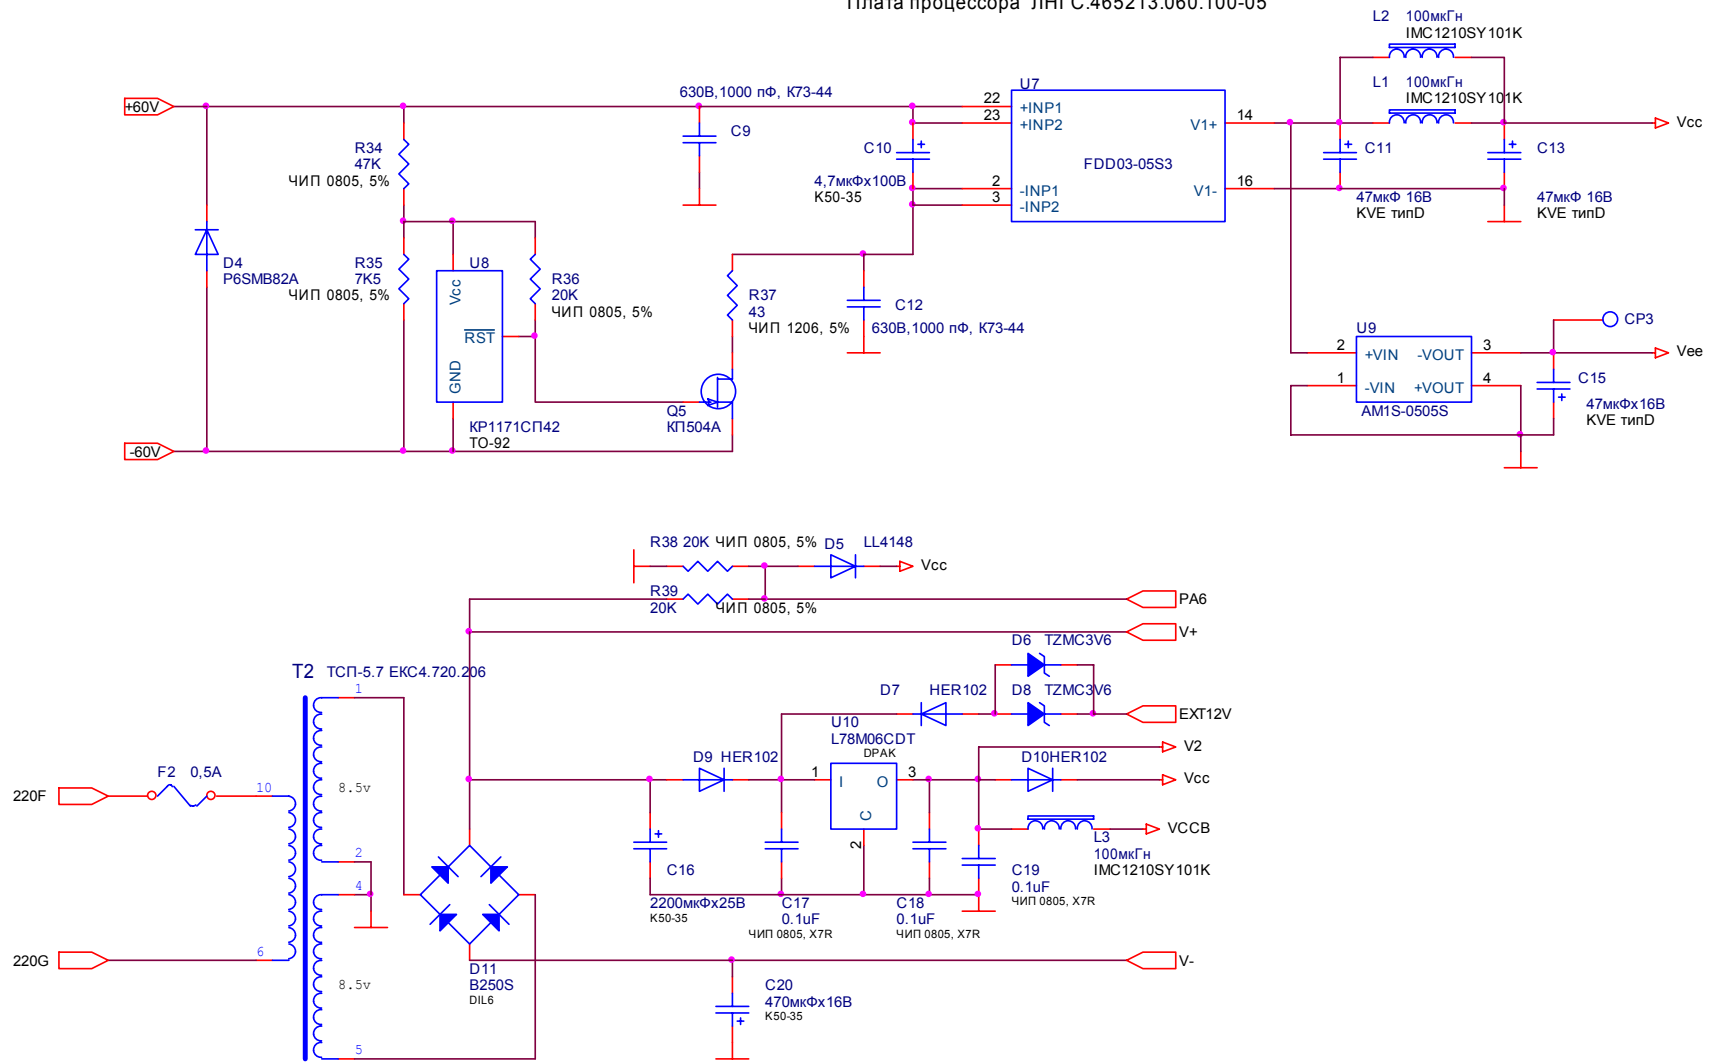 Плата процессора ЛНГС.465213.060.100-05
L2 100мкГн
IMC1210SY101K
L1 100мкГн
IMC1210SY101K
+60V
630В,1000 пФ, К73-44
C9
U7
22 +INP1
23 +INP2
2 -INP1
3 -INP2
FDD03-05S3
V1+ 14
V1- 16
Vcc
R34
47K
ЧИП 0805, 5%
C10 +
4,7мкФх100В
К50-35
+ C11
47мкФ 16В
KVE типD
+ C13
47мкФ 16В
KVE типD
D4
P6SMB82A
R35
7K5
ЧИП 0805, 5%
U8
Vcc
RST
GND
КР1171СП42
ТО-92
R36
20K
ЧИП 0805, 5%
R37
43
ЧИП 1206, 5%
C12
630В,1000 пФ, К73-44
Q5
КП504А
-60V
U9
2 +VIN -VOUT 3
1 -VIN +VOUT 4
AM1S-0505S
CP3
Vee
C15
+
47мкФх16В
KVE типD
R38 20K ЧИП 0805, 5%
D5 LL4148
Vcc
R39
20K ЧИП 0805, 5%
PA6
V+
D6 TZMC3V6
D7 HER102
D8 TZMC3V6
EXT12V
T2 ТСП-5.7 ЕКС4.720.206
1
8.5v
2
4
8.5v
5
10
6
F2 0,5A
220F
220G
U10
L78M06CDT
DPAK
1 I O 3
C
2
D9 HER102
V2
D10HER102
Vcc
VCCB
L3
100мкГн
IMC1210SY101K
+
C16
2200мкФх25В
К50-35
C17
0.1uF
ЧИП 0805, X7R
C18
0.1uF
ЧИП 0805, X7R
C19
0.1uF
ЧИП 0805, X7R
D11
B250S
DIL6
V-
C20
470мкФх16В
К50-35
+